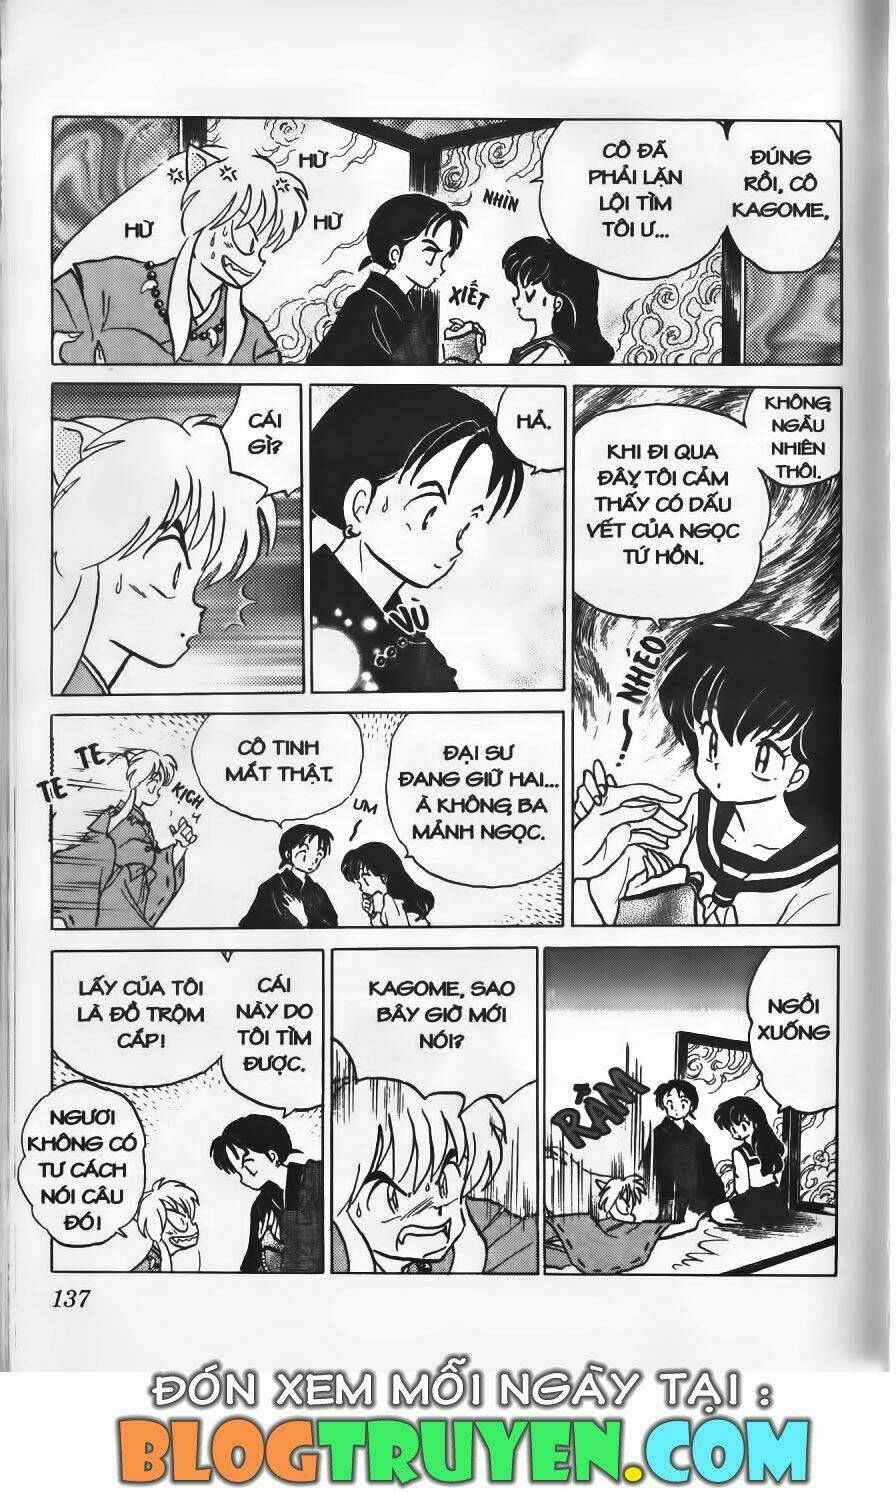 ĐÚNG
RỒI, CÔ
KAGOME,
CÔ ĐÃ
PHẢI LẶN
LỘI TÌM
TÔI Ư...
NHÌN
XIẾT
HỪ
HỪ
HỪ
KHÔNG,
NGẪU
NHIÊN
THÔI.
KHI ĐI QUA
ĐÂY, TÔI CẢM
THẤY CÓ DẤU
VẾT CỦA NGỌC
TỨ HỒN.
NHÉO
HẢ.
VÙ
CÁI
GÌ?
ĐẠI SƯ
ĐANG GIỮ HAI...
À KHÔNG, BA
MẢNH NGỌC.
UM
CÔ TINH
MẮT THẬT.
KỊCH
TE
TE
NGỒI
XUỐNG
RẦM
KAGOME, SAO
BÂY GIỜ MỚI
NÓI?
CÁI
NÀY DO
TÔI TÌM
ĐƯỢC.
LẤY CỦA TÔI
LÀ ĐỒ TRỘM
CẮP!
NGƯƠI
KHÔNG CÓ
TƯ CÁCH
NÓI CÂU
ĐÓ!
137
ĐÓN XEM MỖI NGÀY TẠI :
BLOGTRUYEN.COM